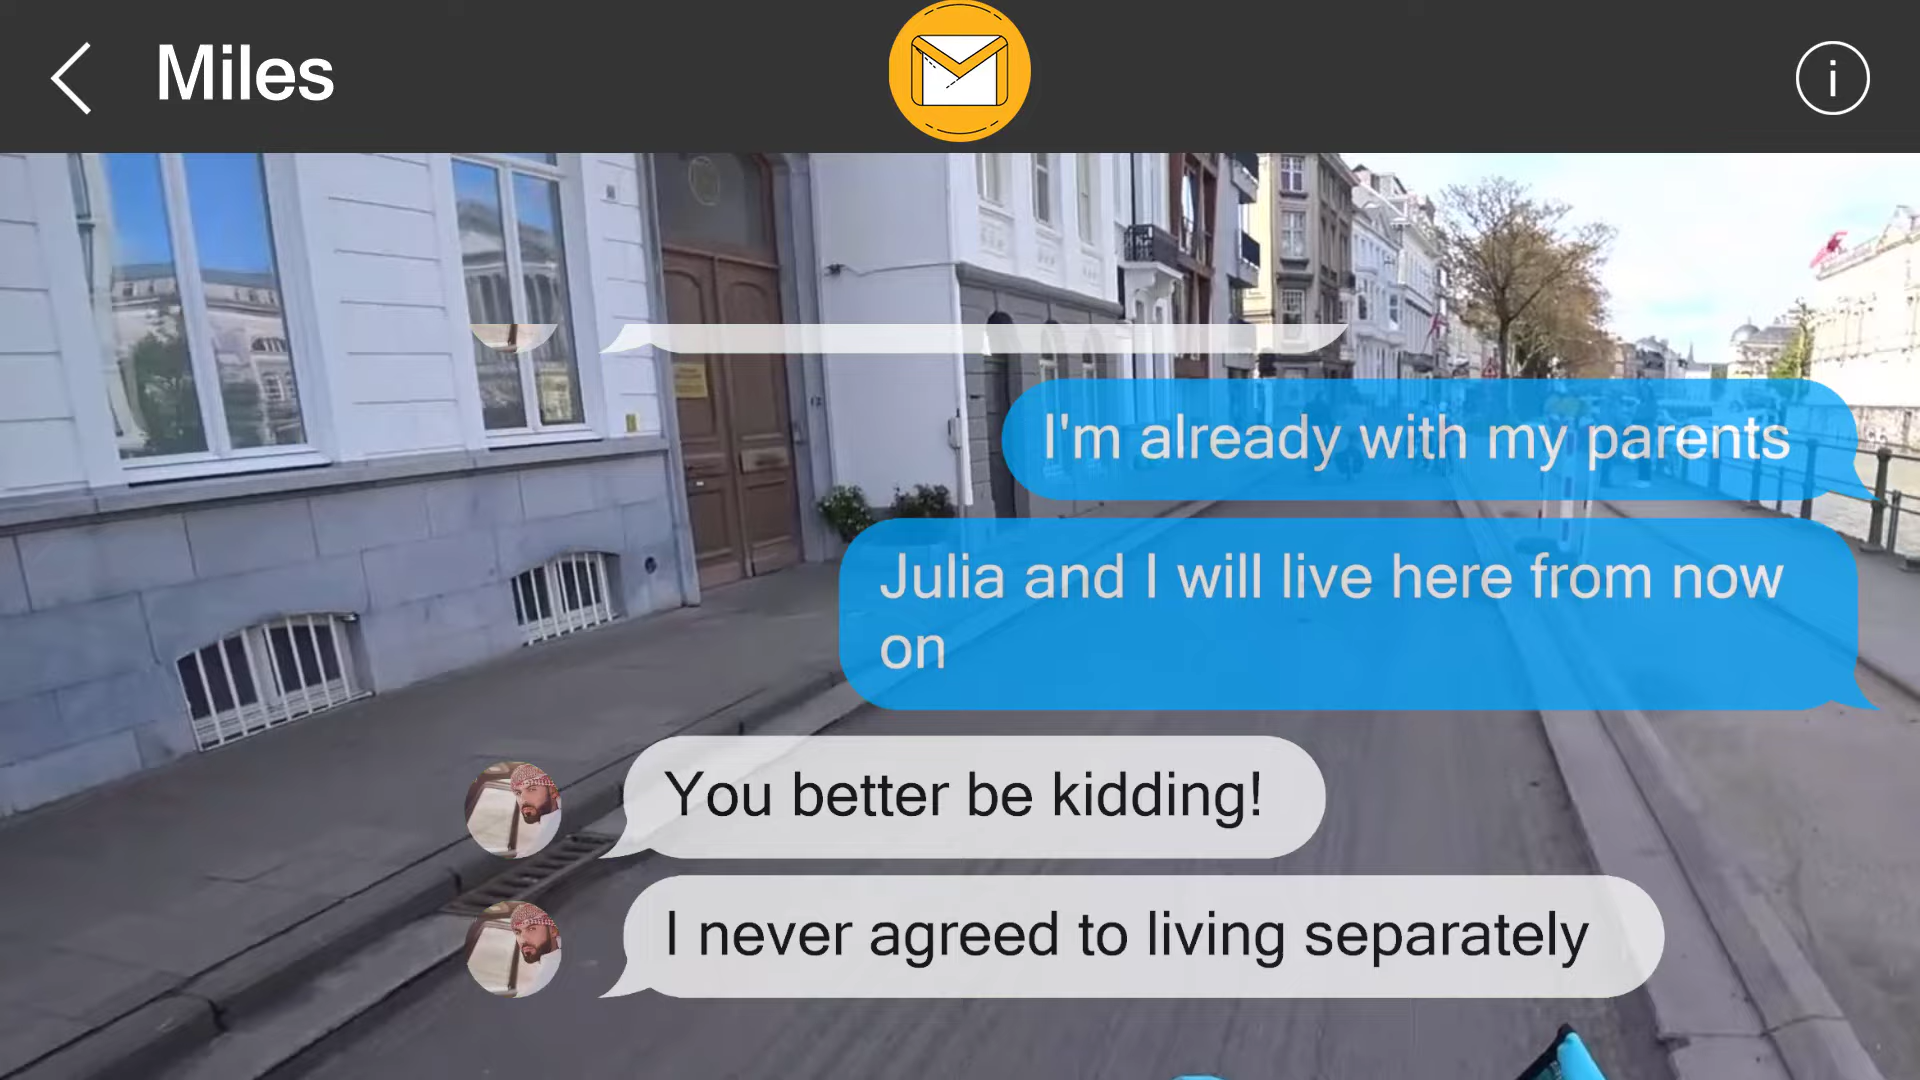 Miles
i
I'm already with my parents
Julia and I will live here from now
on
You better be kidding!
I never agreed to living separately